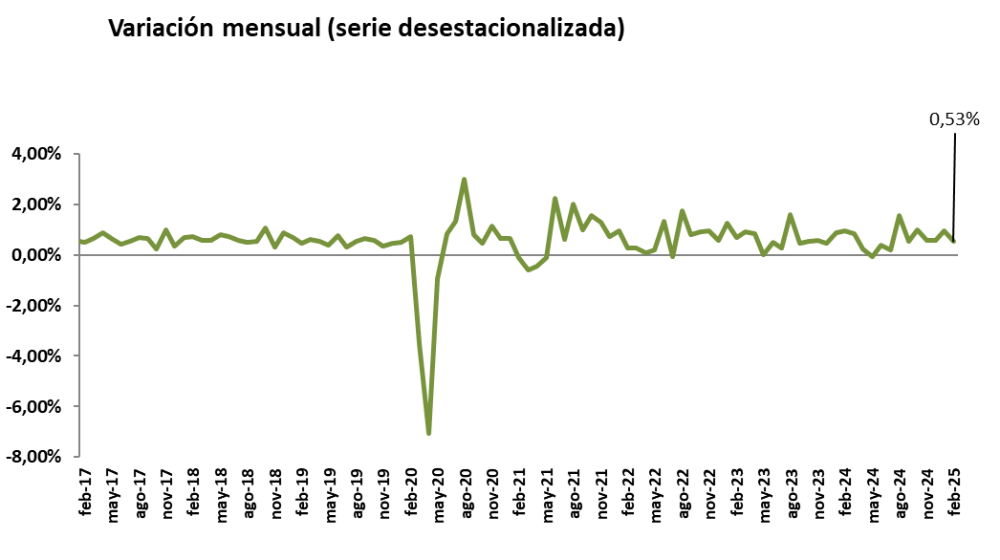 Variación mensual (serie desestacionalizada)
0,53%
4,00%
2,00%
0,00%
-2,00%
-4,00%
-6,00%
-8,00%
feb-17
may-17
ago-17
nov-17
feb-18
may-18
ago-18
nov-18
feb-19
may-19
ago-19
nov-19
feb-20
may-20
ago-20
nov-20
feb-21
may-21
ago-21
nov-21
feb-22
may-22
ago-22
nov-22
feb-23
may-23
ago-23
nov-23
feb-24
may-24
ago-24
nov-24
feb-25